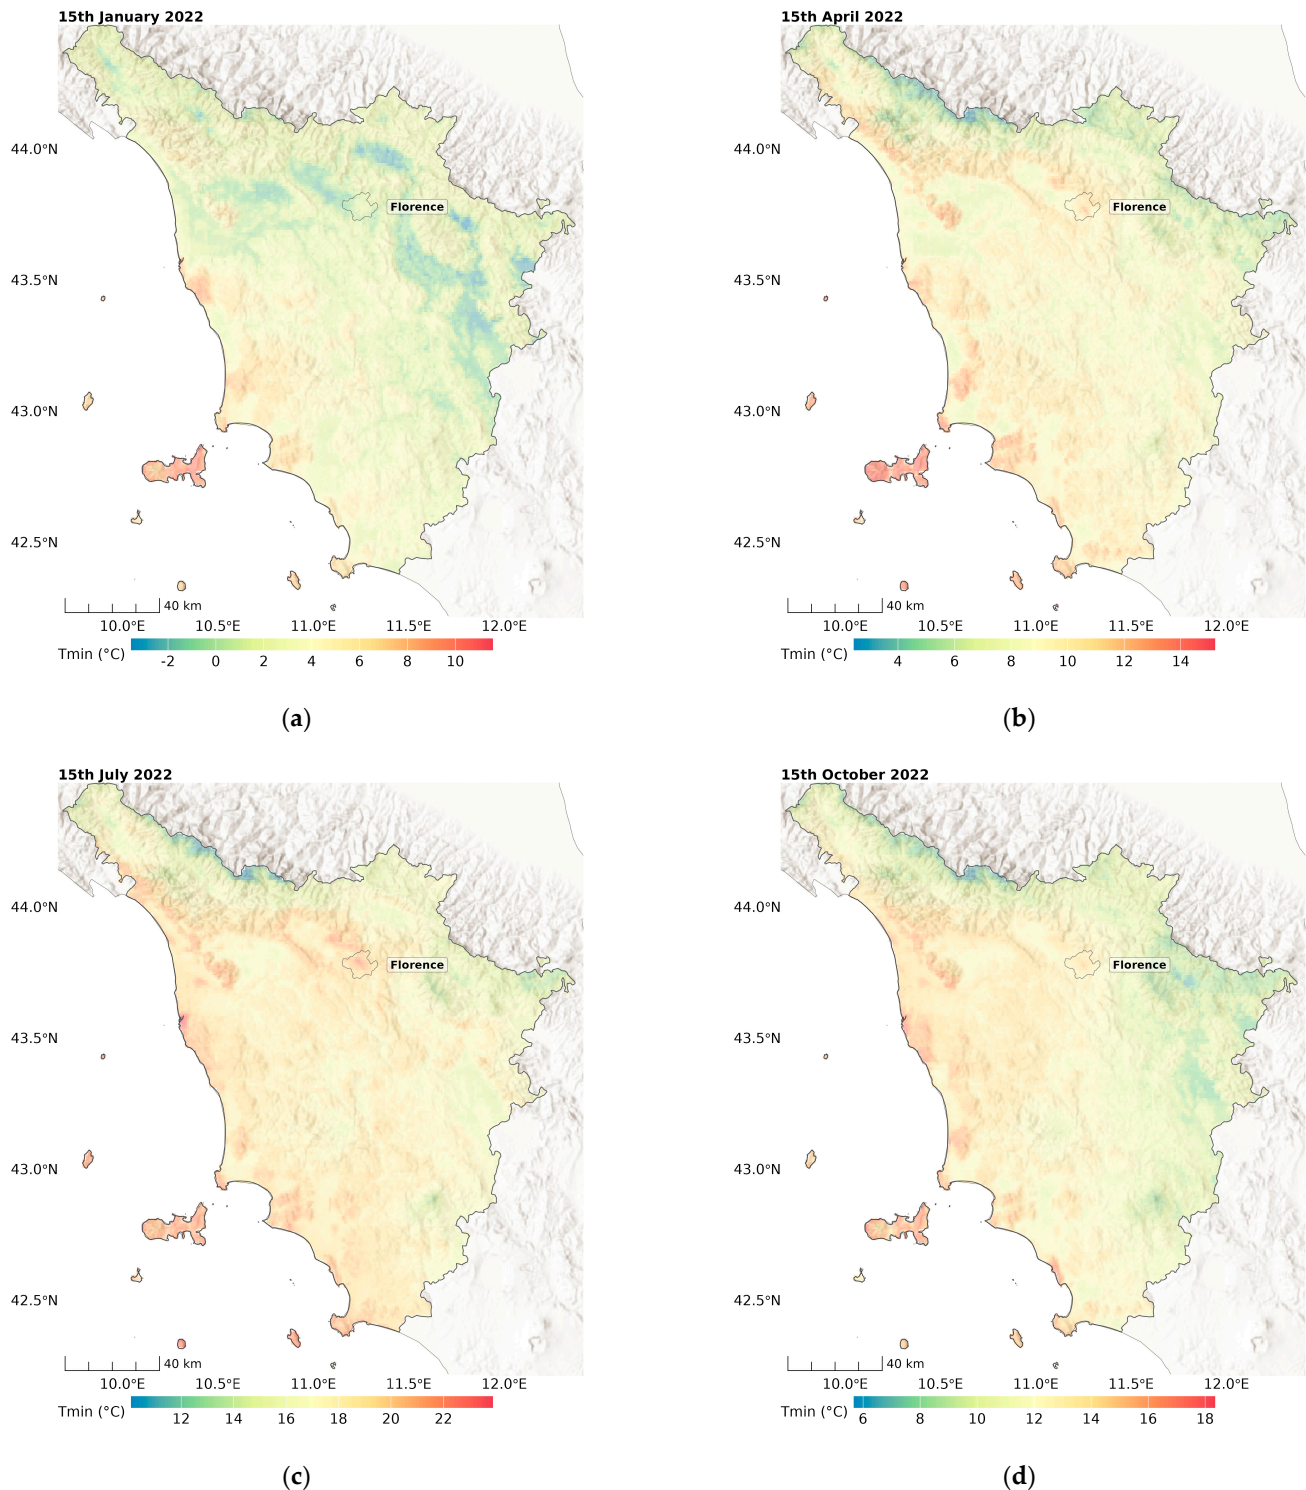 15th January 2022
15th April 2022
44.0°N
43.5°N
43.0°N
42.5°N
Florence
40 km
10.0°E 10.5°E 11.0°E 11.5°E 12.0°E
Tmin (°C)
-2 0 2 4 6 8 10
44.0°N
43.5°N
43.0°N
42.5°N
Florence
40 km
10.0°E 10.5°E 11.0°E 11.5°E 12.0°E
Tmin (°C)
4 6 8 10 12 14
(a)
(b)
15th July 2022
15th October 2022
44.0°N
43.5°N
43.0°N
42.5°N
Florence
40 km
10.0°E 10.5°E 11.0°E 11.5°E 12.0°E
Tmin (°C)
12 14 16 18 20 22
44.0°N
43.5°N
43.0°N
42.5°N
Florence
40 km
10.0°E 10.5°E 11.0°E 11.5°E 12.0°E
Tmin (°C)
6 8 10 12 14 16 18
(c)
(d)